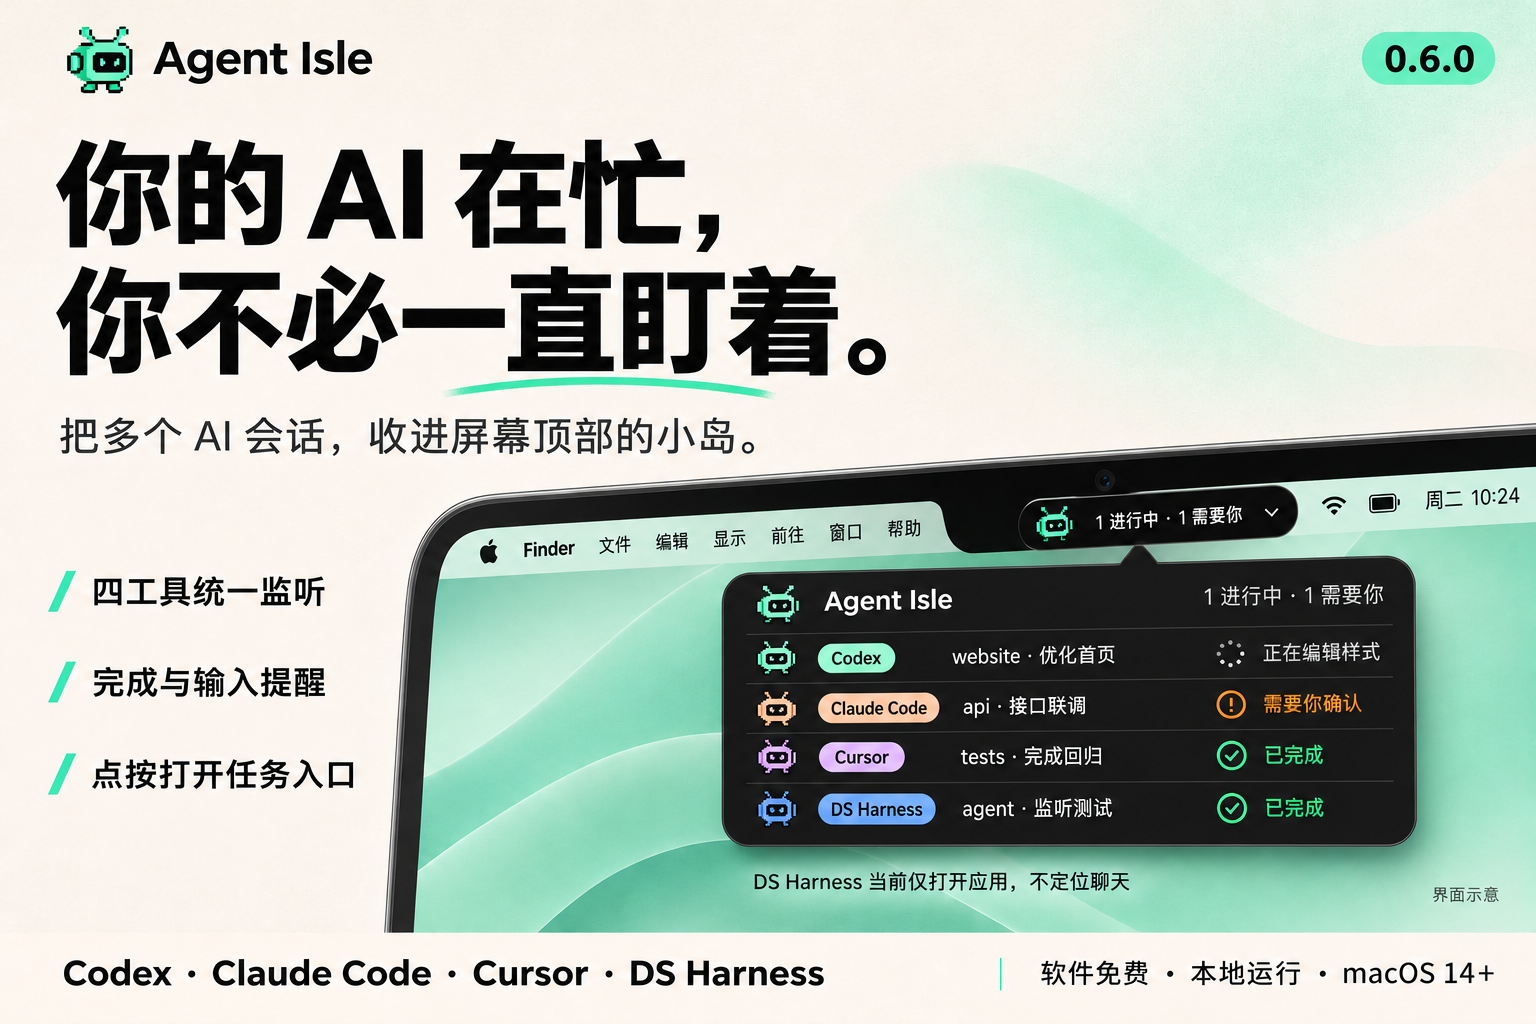 Agent Isle
0.6.0
你的 AI 在忙，
你不必一直盯着。
把多个 AI 会话，收进屏幕顶部的小岛。
四工具统一监听
完成与输入提醒
点按打开任务入口
Finder 文件 编辑 显示 前往 窗口 帮助
1 进行中 · 1 需要你
周二 10:24
Agent Isle 1 进行中 · 1 需要你
Codex website · 优化首页 正在编辑样式
Claude Code api · 接口联调 需要你确认
Cursor tests · 完成回归 已完成
DS Harness agent · 监听测试 已完成
DS Harness 当前仅打开应用，不定位聊天
界面示意
Codex · Claude Code · Cursor · DS Harness
软件免费 · 本地运行 · macOS 14+